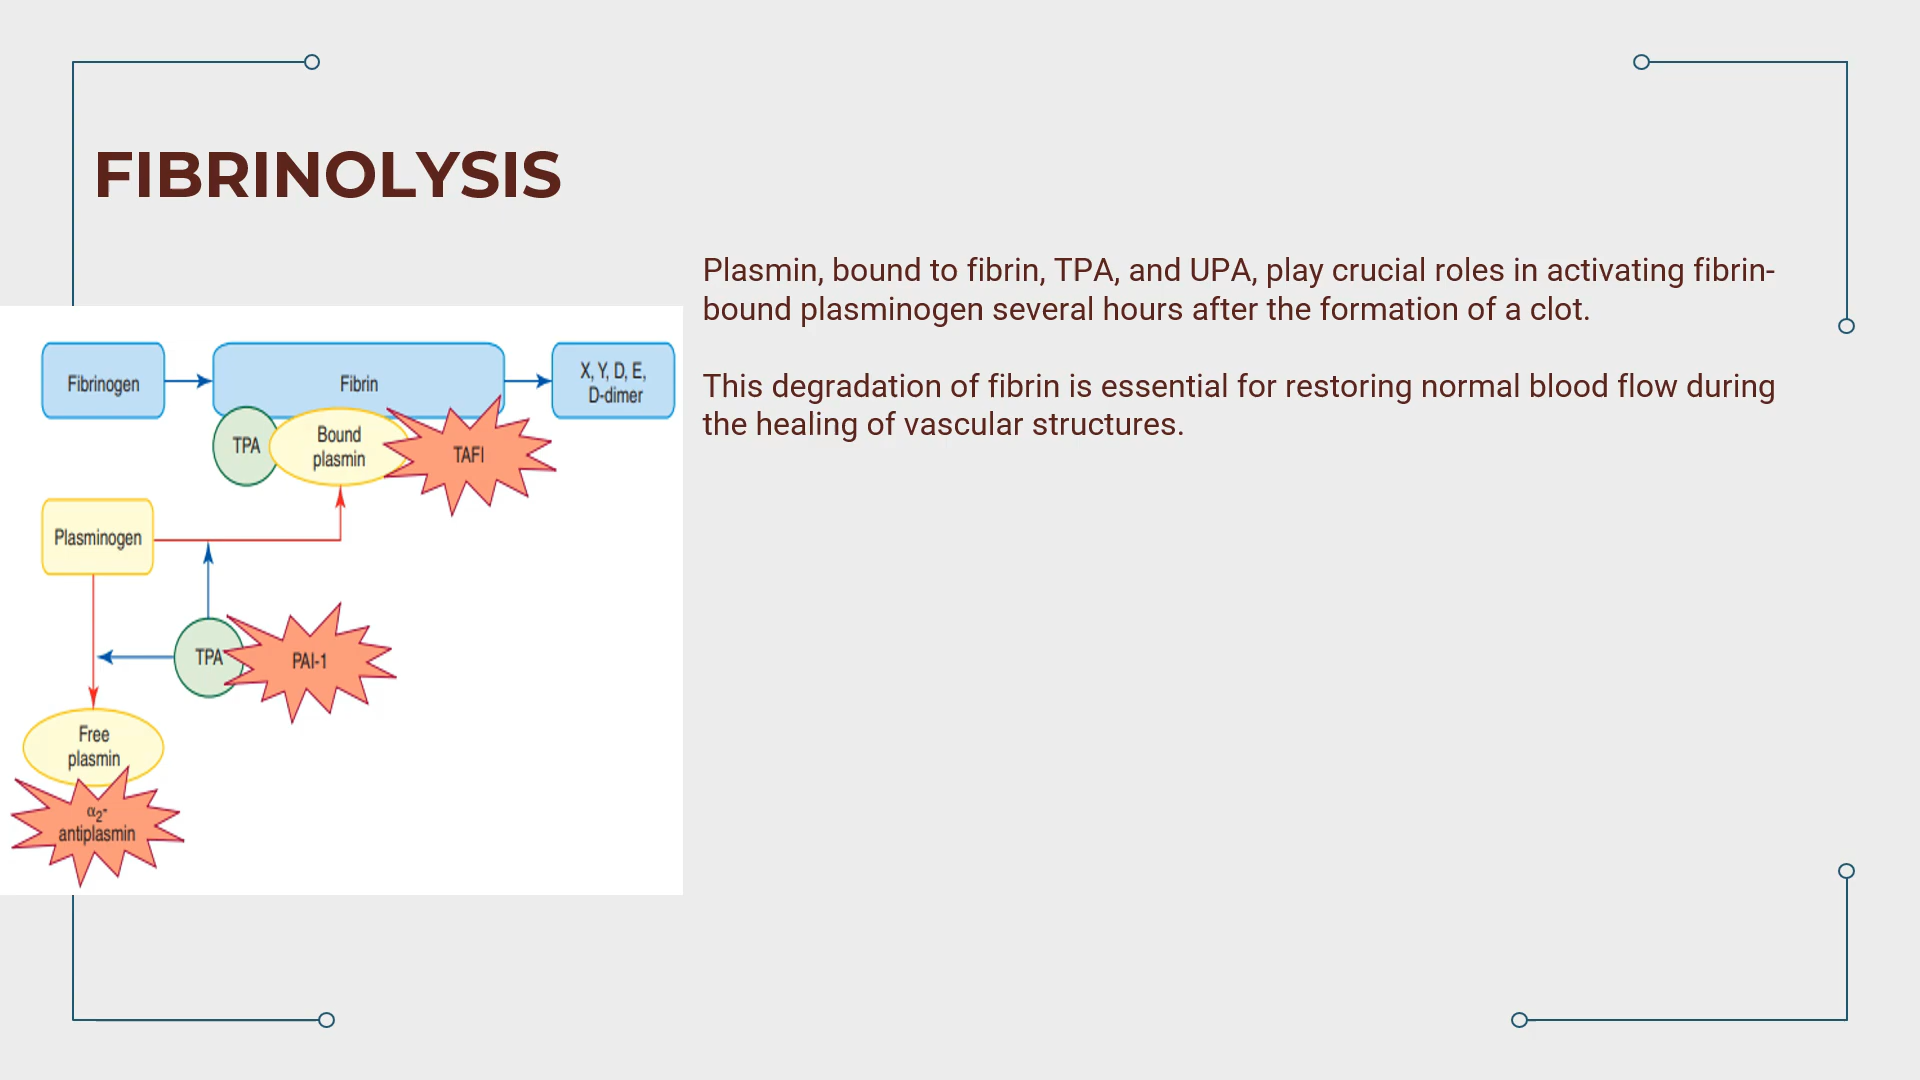 FIBRINOLYSIS
Plasmin, bound to fibrin, TPA, and UPA, play crucial roles in activating fibrin-
bound plasminogen several hours after the formation of a clot.
This degradation of fibrin is essential for restoring normal blood flow during
the healing of vascular structures.
Fibrinogen
Fibrin
X, Y, D, E,
D-dimer
TPA
Bound
plasmin
TAFI
Plasminogen
TPA
PAI-1
Free
plasmin
α2-
antiplasmin